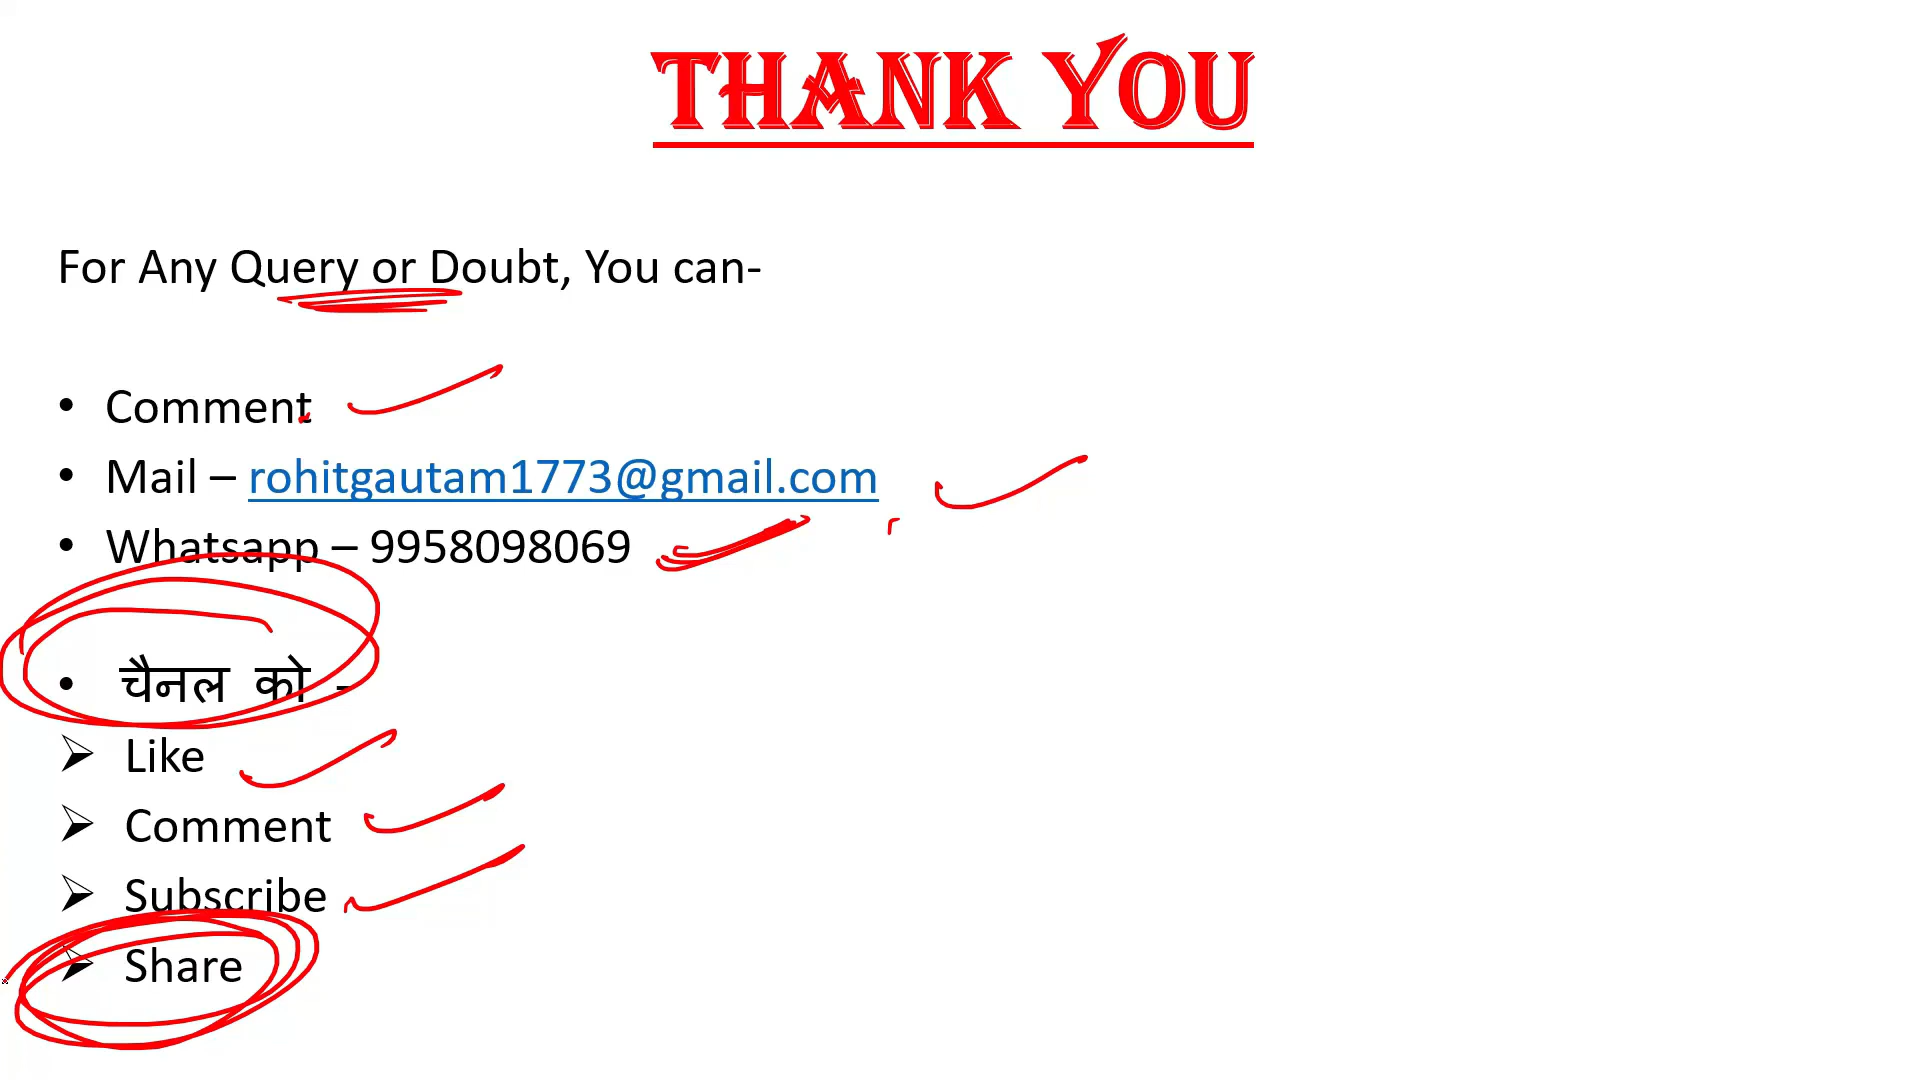 THANK YOU
For Any Query or Doubt, You can-
• Comment
• Mail – rohitgautam1773@gmail.com
• Whatsapp – 9958098069
• चैनल को -
➢ Like
➢ Comment
➢ Subscribe
➢ Share